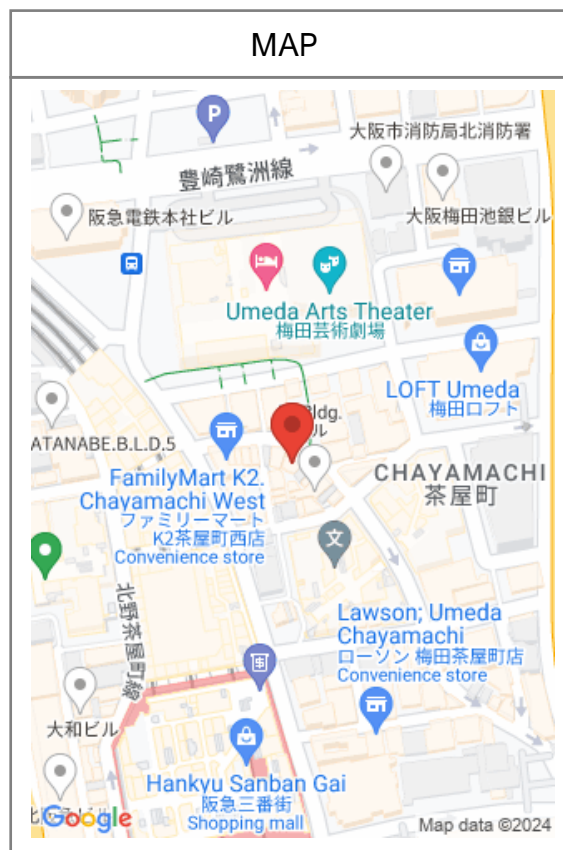 MAP
P
大阪市消防局北消防署
豊崎鷺洲線
阪急電鉄本社ビル
大阪梅田池銀ビル
Umeda Arts Theater
梅田芸術劇場
LOFT Umeda
梅田ロフト
Bldg.
ル
ATANABE.B.L.D.5
FamilyMart K2.
Chayamachi West
ファミリーマート
K2茶屋町西店
Convenience store
CHAYAMACHI
茶屋町
文
北野茶屋町線
Lawson; Umeda
Chayamachi
ローソン 梅田茶屋町店
Convenience store
大和ビル
Hankyu Sanban Gai
阪急三番街
Shopping mall
Google
Map data ©2024